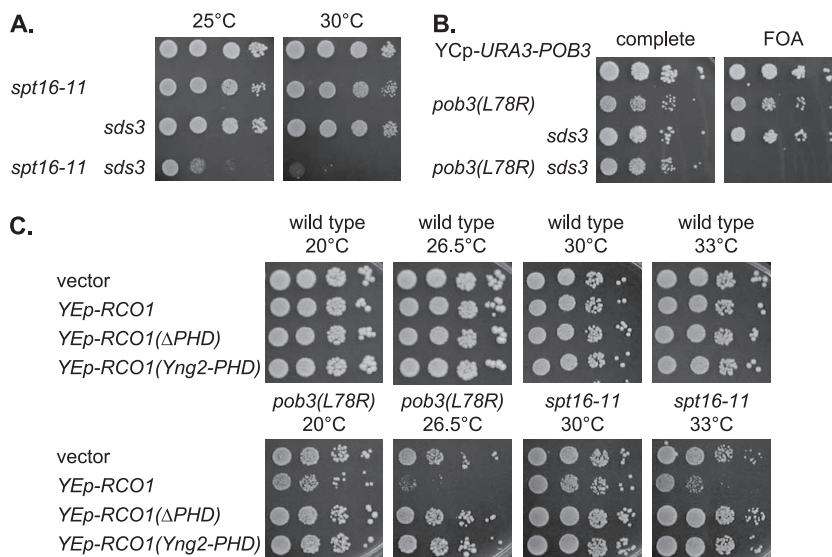 A.
25°C 30°C
spt16-11
sds3
spt16-11 sds3
B.
YCp-URA3-POB3 complete FOA
pob3(L78R)
sds3
pob3(L78R) sds3
C.
wild type wild type wild type wild type
20°C 26.5°C 30°C 33°C
vector
YEp-RCO1
YEp-RCO1(ΔPHD)
YEp-RCO1(Yng2-PHD)
pob3(L78R) pob3(L78R) spt16-11 spt16-11
20°C 26.5°C 30°C 33°C
vector
YEp-RCO1
YEp-RCO1(ΔPHD)
YEp-RCO1(Yng2-PHD)